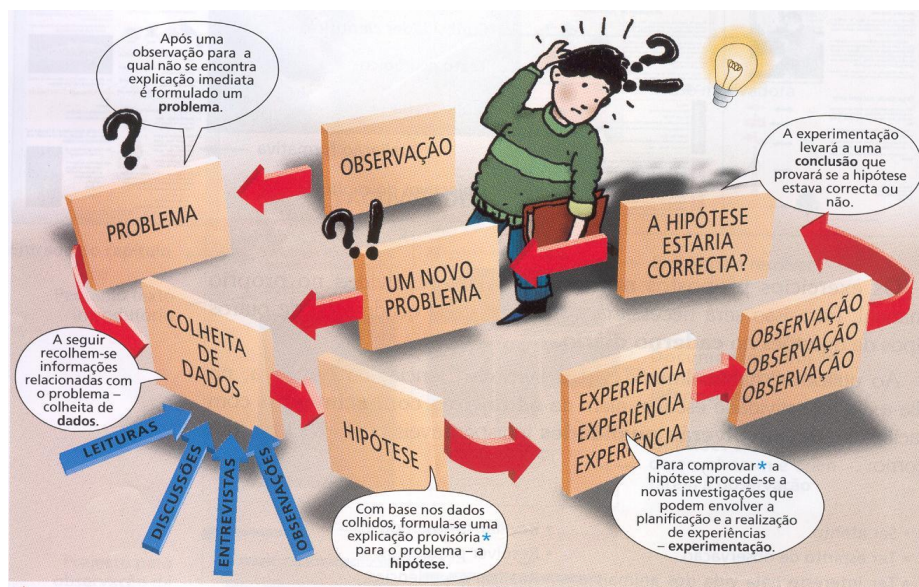 Após uma
observação para a
qual não se encontra
explicação imediata
é formulado um
problema.
?
OBSERVAÇÃO
PROBLEMA
?!
A experimentação
levará a uma
conclusão que
provará se a hipótese
estava correcta ou
não.
A HIPÓTESE
ESTARIA
CORRECTA?
?!
UM NOVO
PROBLEMA
COLHEITA
DE
DADOS
A seguir
recolhem-se
informações
relacionadas com
o problema –
colheita de
dados.
LEITURAS
DISCUSSÕES
ENTREVISTAS
OBSERVAÇÕES
HIPÓTESE
Com base nos dados
colhidos, formula-se uma
explicação provisória*
para o problema – a
hipótese.
EXPERIÊNCIA
EXPERIÊNCIA
EXPERIÊNCIA
Para comprovar* a
hipótese procede-se a
novas investigações que
podem envolver a
planificação e a realização
de experiências
– experimentação.
OBSERVAÇÃO
OBSERVAÇÃO
OBSERVAÇÃO